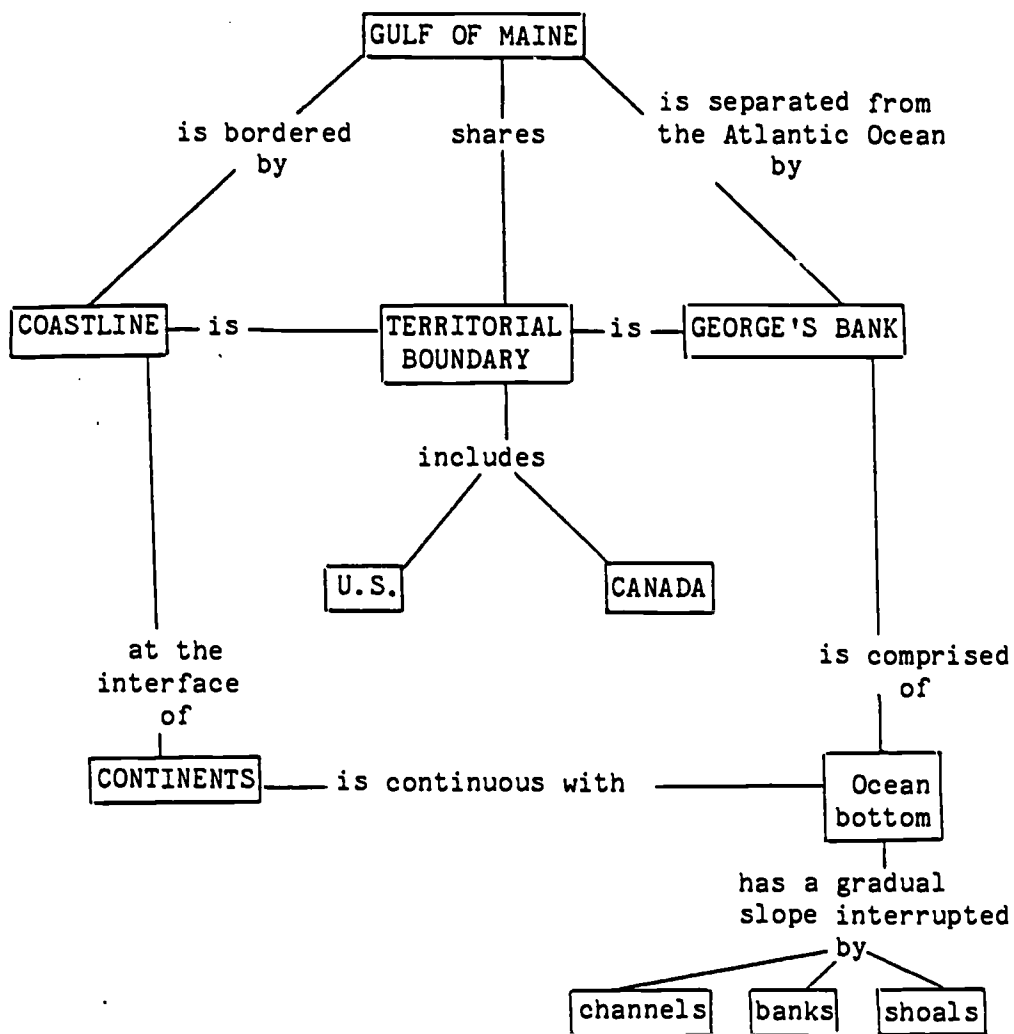 GULF OF MAINE
is bordered
by
shares
is separated from
the Atlantic Ocean
by
COASTLINE
is
TERRITORIAL
BOUNDARY
is
GEORGE'S BANK
includes
U.S.
CANADA
at the
interface
of
is comprised
of
CONTINENTS
is continuous with
Ocean
bottom
has a gradual
slope interrupted
by
channels
banks
shoals